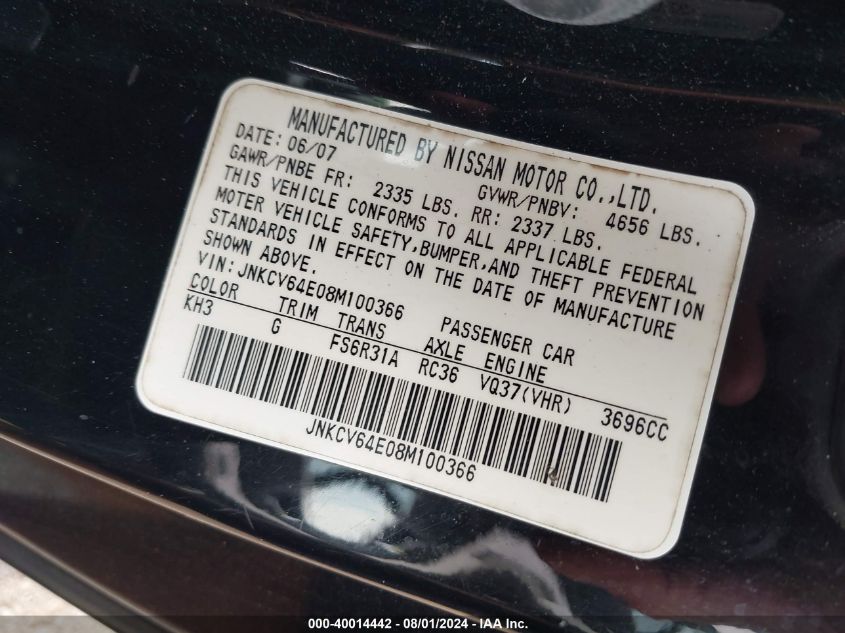 MANUFACTURED BY NISSAN MOTOR CO.,LTD.
DATE: 06/07 GVWR/PNBV: 4656 LBS.
GAWR/PNBE FR: 2335 LBS. RR: 2337 LBS.
THIS VEHICLE CONFORMS TO ALL APPLICABLE FEDERAL
MOTOR VEHICLE SAFETY,BUMPER,AND THEFT PREVENTION
STANDARDS IN EFFECT ON THE DATE OF MANUFACTURE
SHOWN ABOVE.
VIN: JNKCV64E08M100366 PASSENGER CAR
COLOR TRIM TRANS AXLE ENGINE
KH3 G FS6R31A RC36 VQ37(VHR) 3696CC
JNKCV64E08M100366
000-40014442 - 08/01/2024 - IAA Inc.